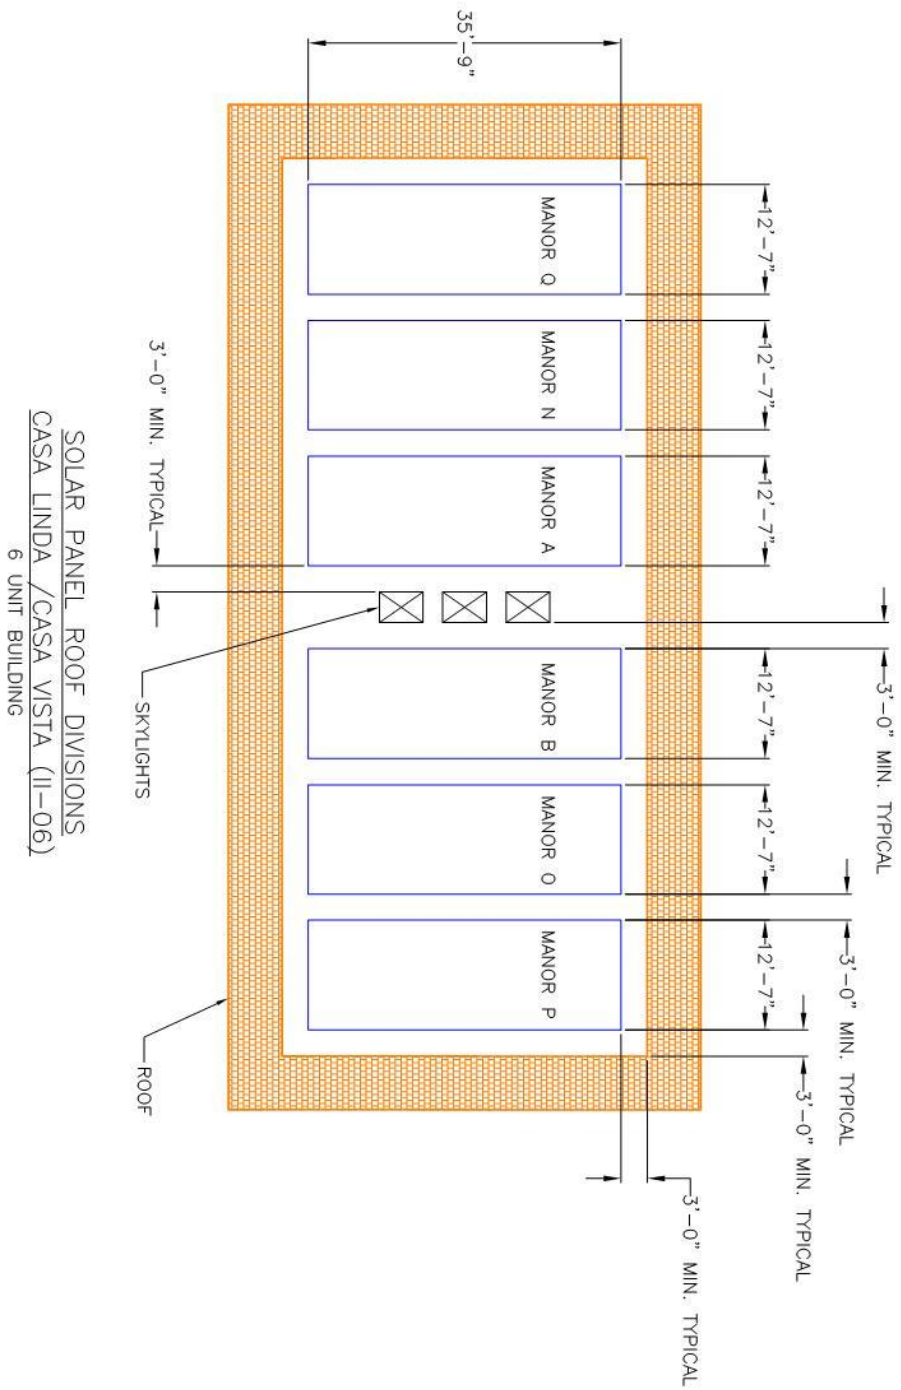 3'-0" MIN. TYPICAL
3'-0" MIN. TYPICAL
3'-0" MIN. TYPICAL
12'-7"
12'-7"
12'-7"
12'-7"
12'-7"
12'-7"
3'-0" MIN. TYPICAL
MANOR Q
MANOR N
MANOR A
MANOR B
MANOR O
MANOR P
35'-9"
3'-0" MIN. TYPICAL
SKYLIGHTS
ROOF
SOLAR PANEL ROOF DIVISIONS
CASA LINDA /CASA VISTA (II-06)
6 UNIT BUILDING